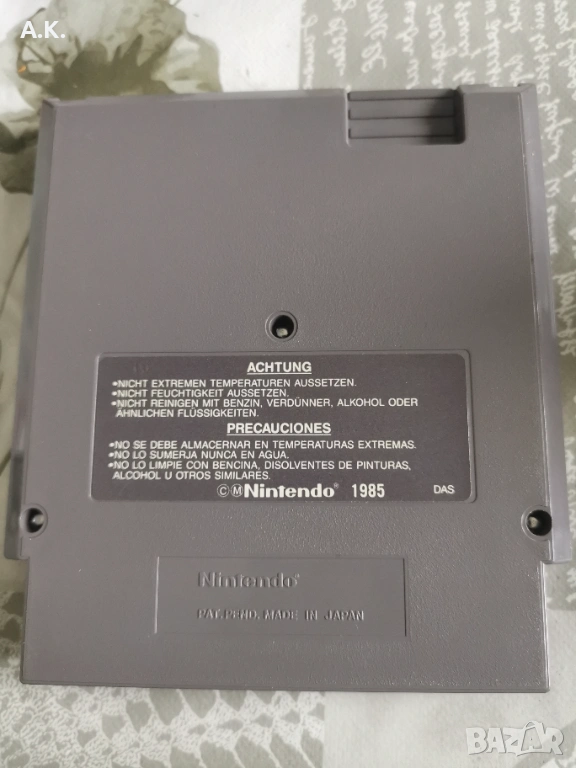 A.K.
ACHTUNG
•NICHT EXTREMEN TEMPERATUREN AUSSETZEN.
•NICHT FEUCHTIGKEIT AUSSETZEN.
•NICHT REINIGEN MIT BENZIN, VERDÜNNER, ALKOHOL ODER
ÄHNLICHEN FLÜSSIGKEITEN.
PRECAUCIONES
•NO SE DEBE ALMACERNAR EN TEMPERATURAS EXTREMAS.
•NO LO SUMERJA NUNCA EN AGUA.
•NO LO LIMPIE CON BENCINA, DISOLVENTES DE PINTURAS,
ALCOHOL U OTROS SIMILARES.
©ⓂNintendo® 1985 DAS
Nintendo®
PAT. PEND. MADE IN JAPAN
BAZAR